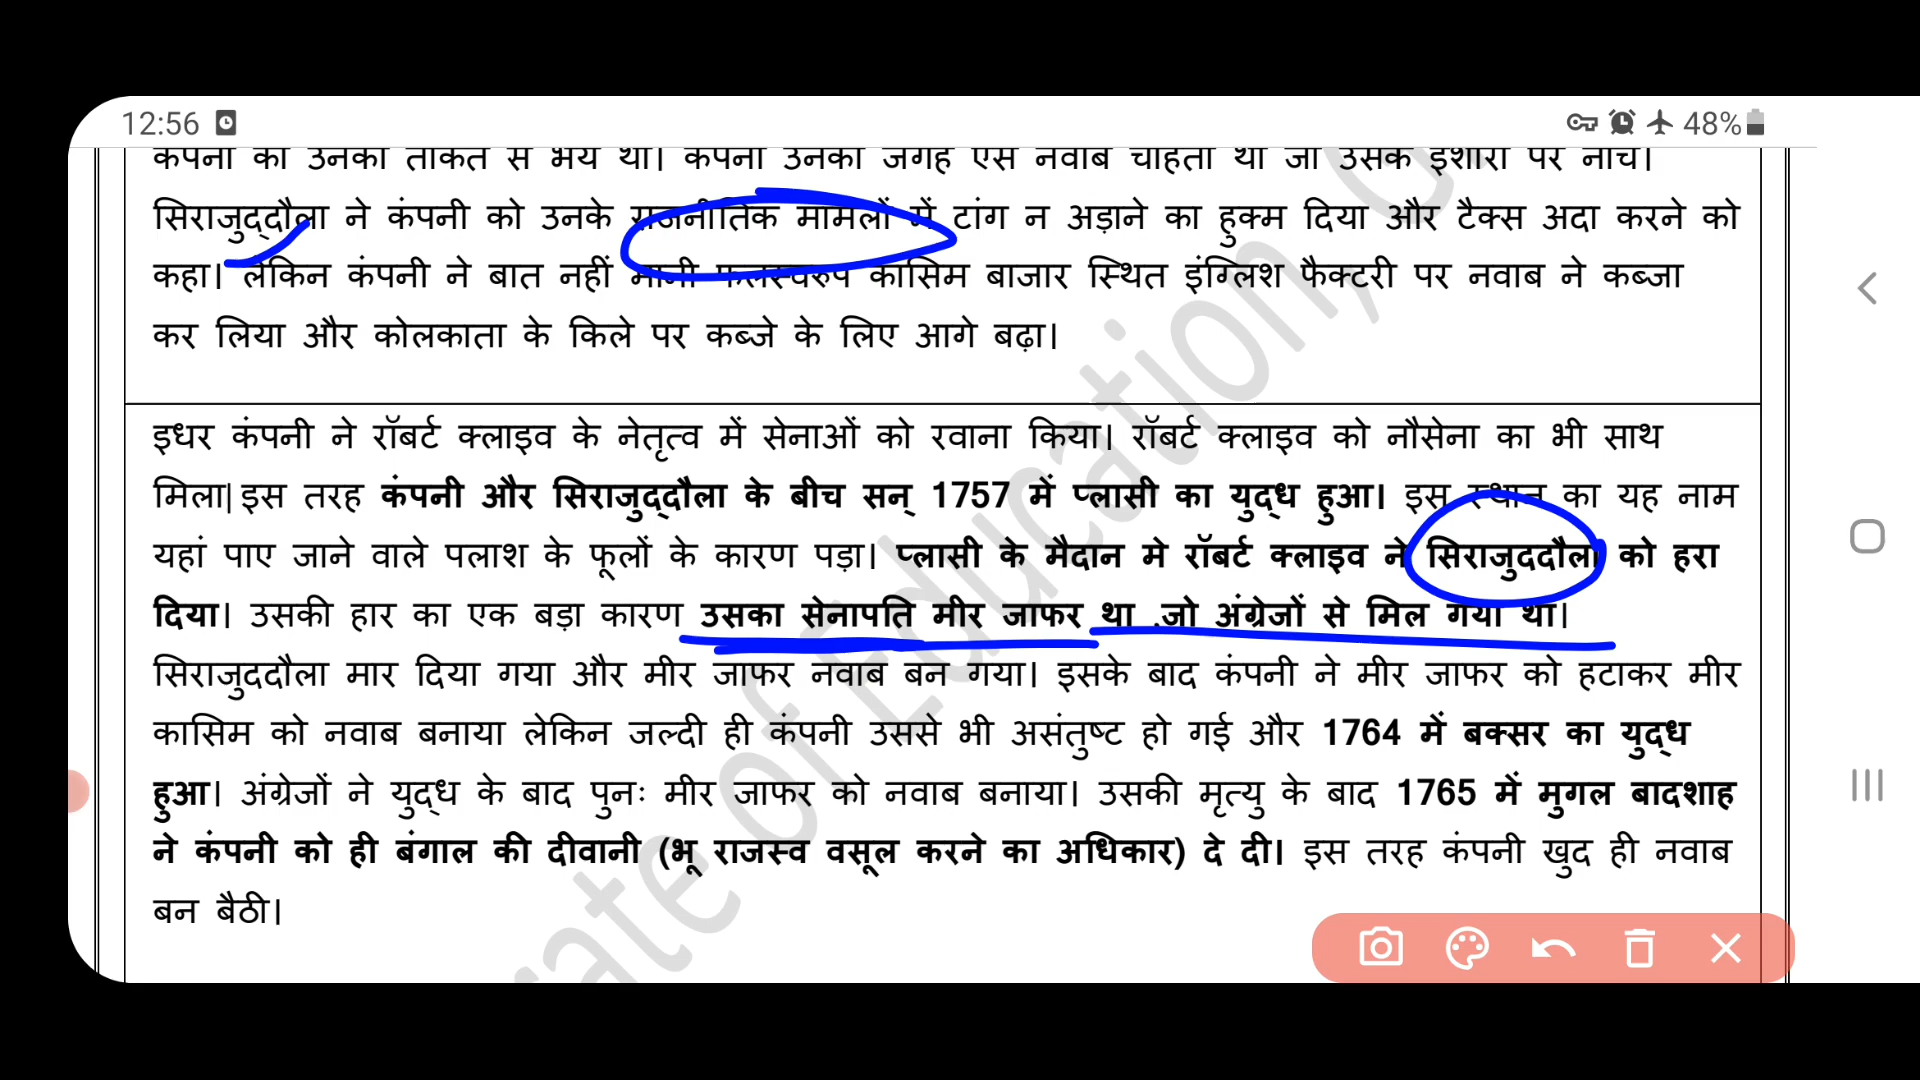 12:56 48%
कंपनी को उनकी ताकत से भय था। कंपनी उनकी जगह ऐसे नवाब चाहती थी जो उसके इशारों पर नाचे।
सिराजुद्दौला ने कंपनी को उनके राजनीतिक मामलों में टांग न अड़ाने का हुक्म दिया और टैक्स अदा करने को
कहा। लेकिन कंपनी ने बात नहीं मानी फलस्वरुप कासिम बाजार स्थित इंग्लिश फैक्टरी पर नवाब ने कब्जा
कर लिया और कोलकाता के किले पर कब्जे के लिए आगे बढ़ा।
इधर कंपनी ने रॉबर्ट क्लाइव के नेतृत्व में सेनाओं को रवाना किया। रॉबर्ट क्लाइव को नौसेना का भी साथ
मिला|इस तरह कंपनी और सिराजुद्दौला के बीच सन् 1757 में प्लासी का युद्ध हुआ। इस स्थान का यह नाम
यहां पाए जाने वाले पलाश के फूलों के कारण पड़ा। प्लासी के मैदान मे रॉबर्ट क्लाइव ने सिराजुददौला को हरा
दिया। उसकी हार का एक बड़ा कारण उसका सेनापति मीर जाफर था ,जो अंग्रेजों से मिल गया था।
सिराजुददौला मार दिया गया और मीर जाफर नवाब बन गया। इसके बाद कंपनी ने मीर जाफर को हटाकर मीर
कासिम को नवाब बनाया लेकिन जल्दी ही कंपनी उससे भी असंतुष्ट हो गई और 1764 में बक्सर का युद्ध
हुआ। अंग्रेजों ने युद्ध के बाद पुनः मीर जाफर को नवाब बनाया। उसकी मृत्यु के बाद 1765 में मुगल बादशाह
ने कंपनी को ही बंगाल की दीवानी (भू राजस्व वसूल करने का अधिकार) दे दी। इस तरह कंपनी खुद ही नवाब
बन बैठी।
ate of Education,